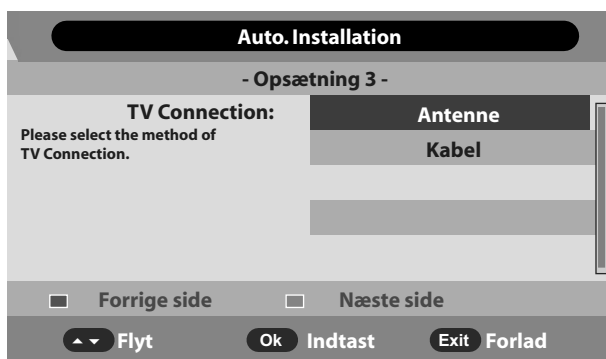 Auto. Installation
- Opsætning 3 -
TV Connection:
Please select the method of
TV Connection.
Antenne
Kabel
Forrige side
Næste side
Flyt
Ok Indtast
Exit Forlad